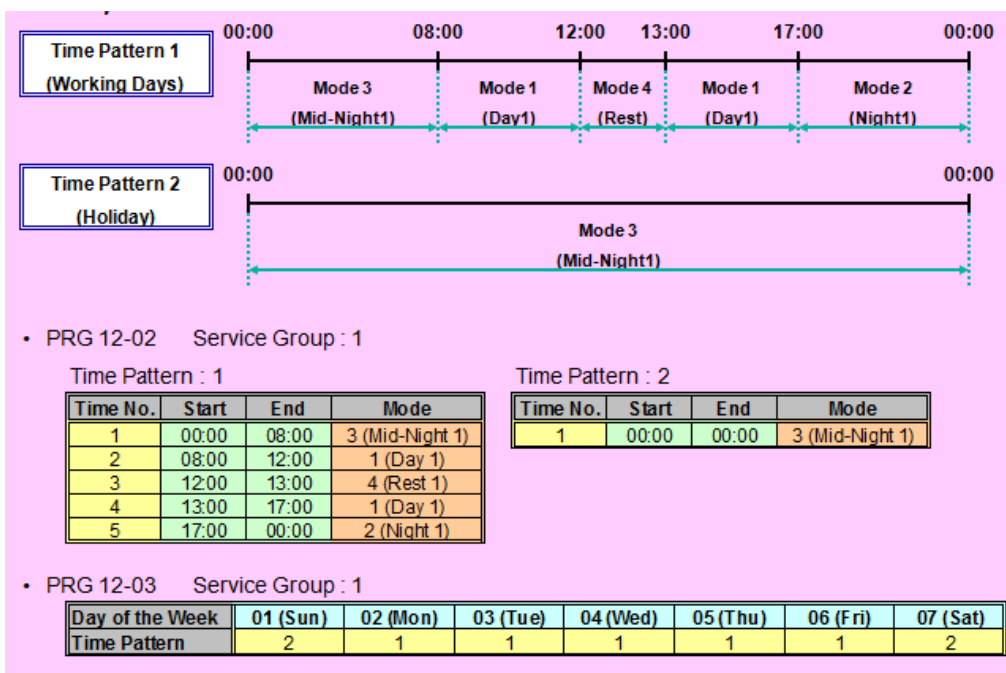 00:00 08:00 12:00 13:00 17:00 00:00
Time Pattern 1
(Working Days)
Mode 3 Mode 1 Mode 4 Mode 1 Mode 2
(Mid-Night1) (Day1) (Rest) (Day1) (Night1)
00:00 00:00
Time Pattern 2
(Holiday)
Mode 3
(Mid-Night1)
• PRG 12-02 Service Group : 1
Time Pattern : 1
Time No. Start End Mode
1 00:00 08:00 3 (Mid-Night 1)
2 08:00 12:00 1 (Day 1)
3 12:00 13:00 4 (Rest 1)
4 13:00 17:00 1 (Day 1)
5 17:00 00:00 2 (Night 1)
Time Pattern : 2
Time No. Start End Mode
1 00:00 00:00 3 (Mid-Night 1)
• PRG 12-03 Service Group : 1
Day of the Week 01 (Sun) 02 (Mon) 03 (Tue) 04 (Wed) 05 (Thu) 06 (Fri) 07 (Sat)
Time Pattern 2 1 1 1 1 1 2